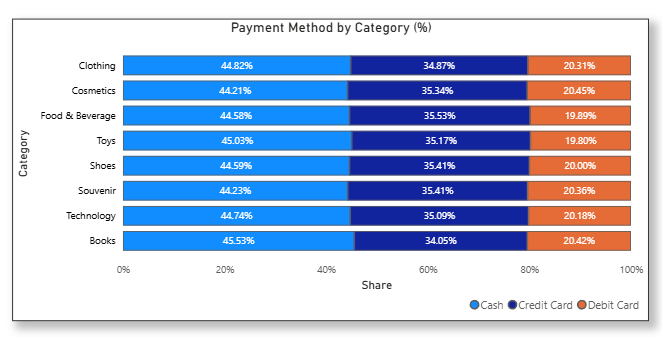 Payment Method by Category (%)
Category
Clothing 44.82% 34.87% 20.31%
Cosmetics 44.21% 35.34% 20.45%
Food & Beverage 44.58% 35.53% 19.89%
Toys 45.03% 35.17% 19.80%
Shoes 44.59% 35.41% 20.00%
Souvenir 44.23% 35.41% 20.36%
Technology 44.74% 35.09% 20.18%
Books 45.53% 34.05% 20.42%
0% 20% 40% 60% 80% 100%
Share
Cash Credit Card Debit Card